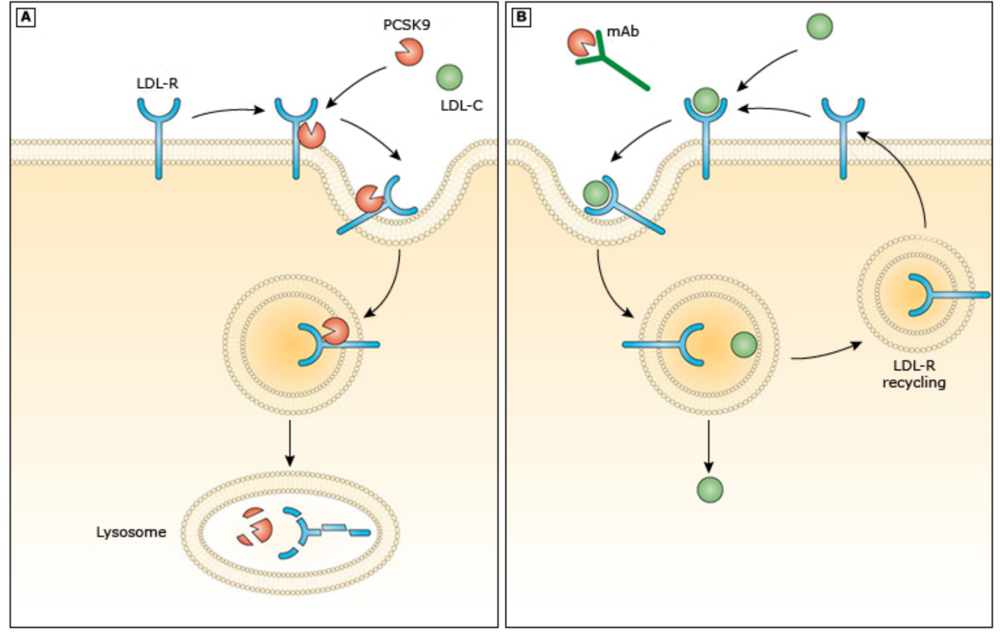 A
PCSK9
LDL-R
LDL-C
Lysosome
B
mAb
LDL-R
recycling